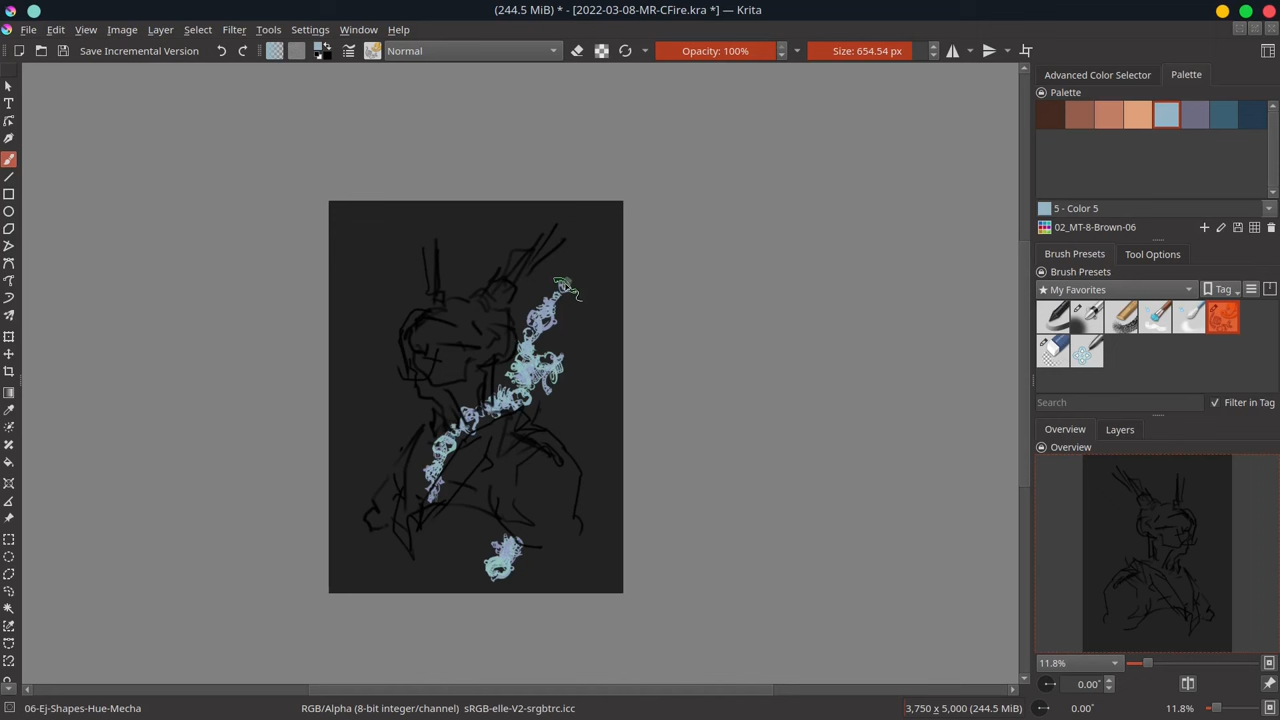 (244.5 MiB) * - [2022-03-08-MR-CFire.kra *] — Krita
File Edit View Image Layer Select Filter Tools Settings Window Help
Save Incremental Version Normal Opacity: 100% Size: 654.54 px
Advanced Color Selector Palette
Palette
5 - Color 5
02_MT-8-Brown-06
Brush Presets Tool Options
Brush Presets
★ My Favorites Tag
Search Filter in Tag
Overview Layers
Overview
11.8%
0.00°
06-Ej-Shapes-Hue-Mecha RGB/Alpha (8-bit integer/channel) sRGB-elle-V2-srgbtrc.icc 3,750 x 5,000 (244.5 MiB) 0.00° 11.8%